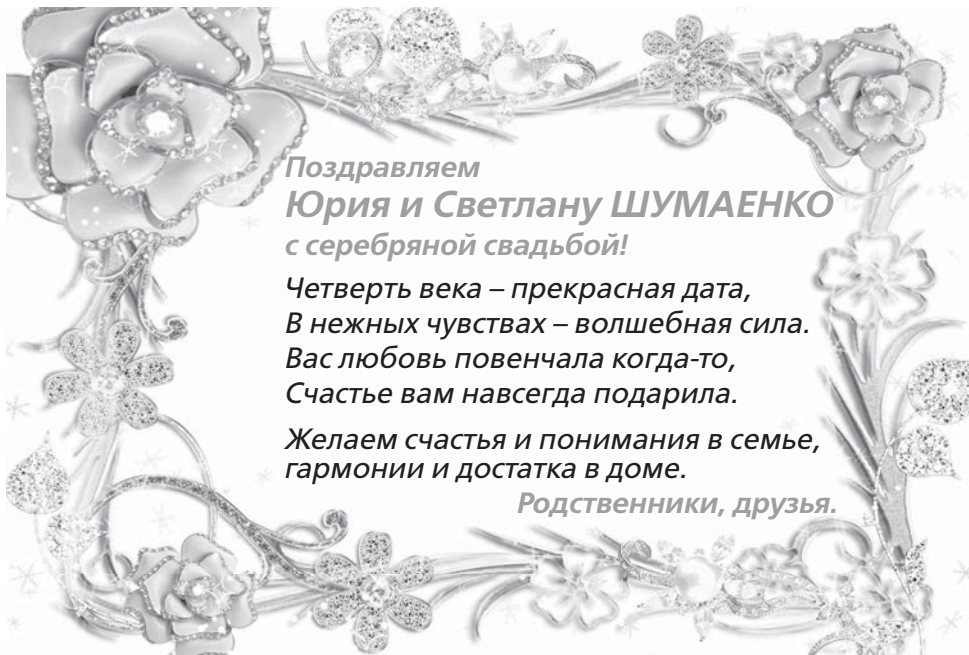 Поздравляем
Юрия и Светлану ШУМАЕНКО
с серебряной свадьбой!
Четверть века – прекрасная дата,
В нежных чувствах – волшебная сила.
Вас любовь повенчала когда-то,
Счастье вам навсегда подарила.
Желаем счастья и понимания в семье,
гармонии и достатка в доме.
Родственники, друзья.